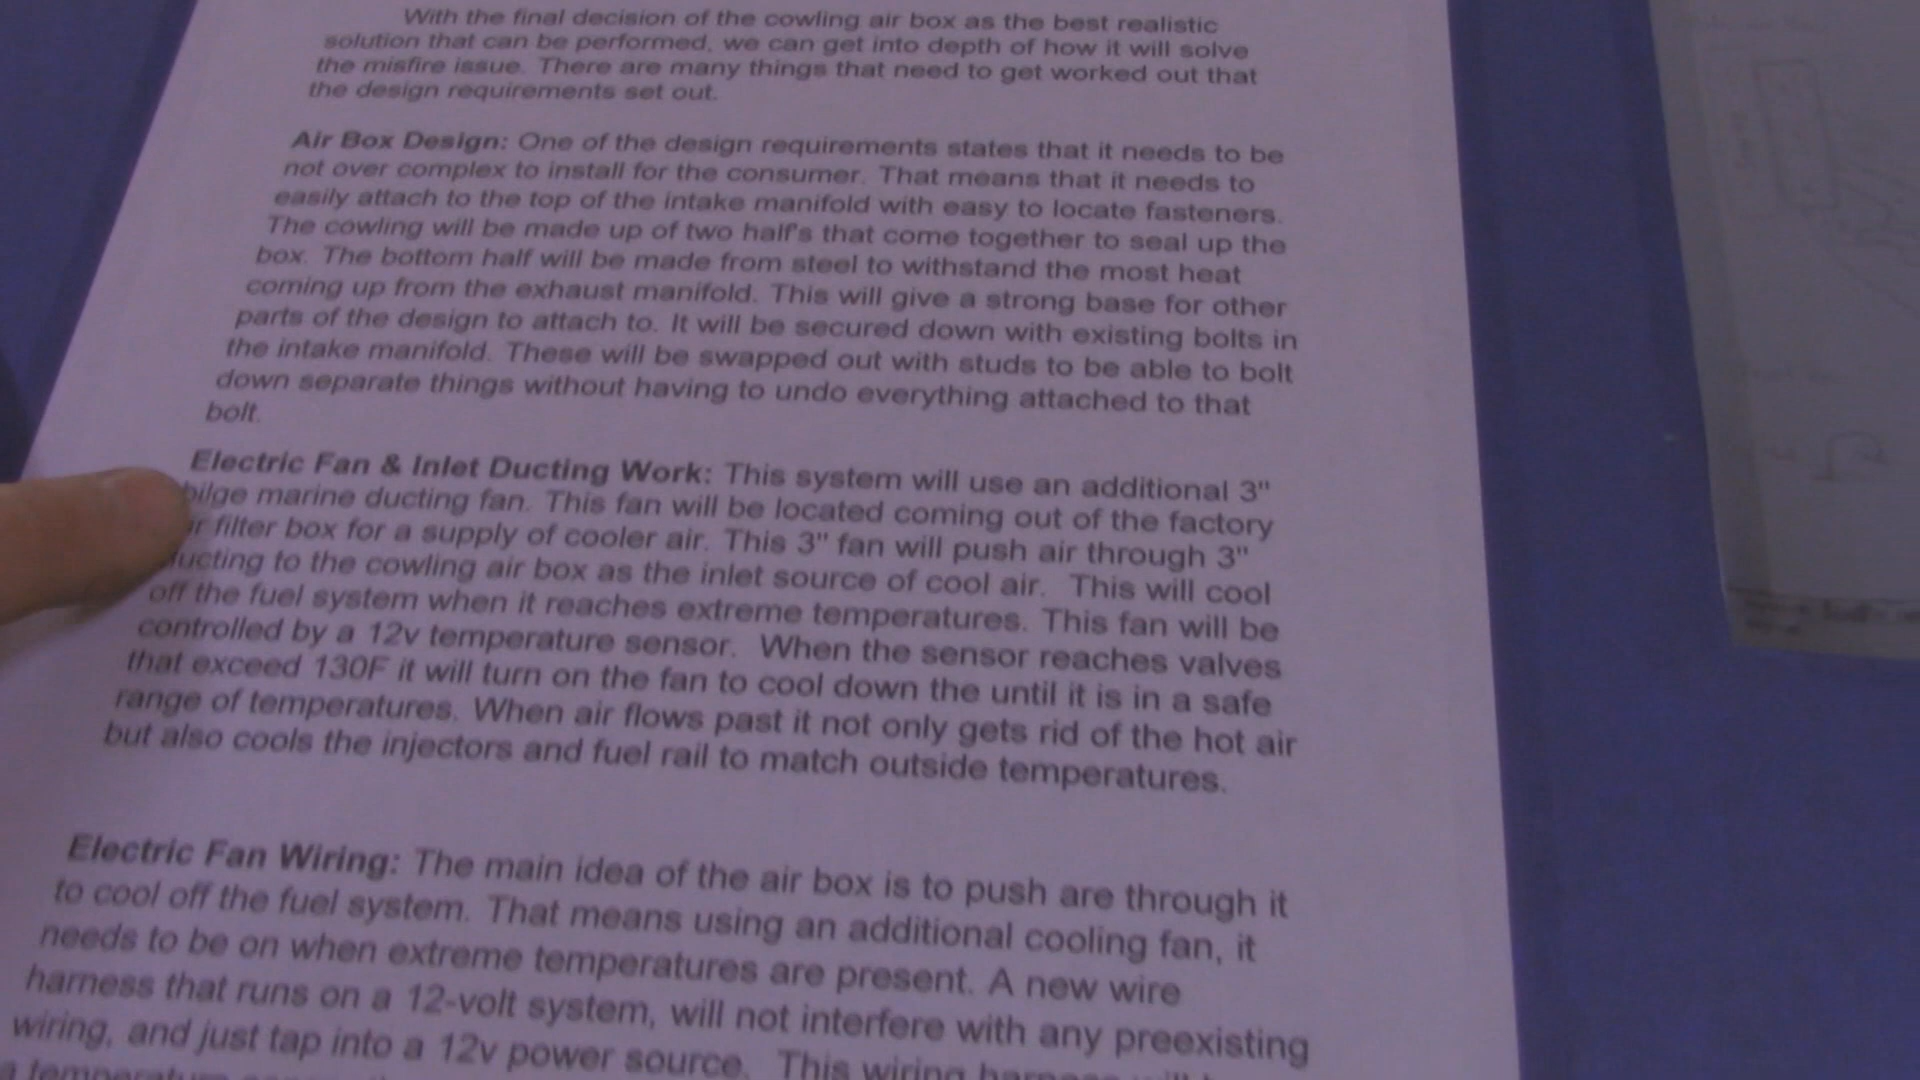 With the final decision of the cowling air box as the best realistic
solution that can be performed, we can get into depth of how it will solve
the misfire issue. There are many things that need to get worked out that
the design requirements set out.
Air Box Design: One of the design requirements states that it needs to be
not over complex to install for the consumer. That means that it needs to
easily attach to the top of the intake manifold with easy to locate fasteners.
The cowling will be made up of two half's that come together to seal up the
box. The bottom half will be made from steel to withstand the most heat
coming up from the exhaust manifold. This will give a strong base for other
parts of the design to attach to. It will be secured down with existing bolts in
the intake manifold. These will be swapped out with studs to be able to bolt
down separate things without having to undo everything attached to that
bolt.
Electric Fan & Inlet Ducting Work: This system will use an additional 3"
bilge marine ducting fan. This fan will be located coming out of the factory
r filter box for a supply of cooler air. This 3" fan will push air through 3"
ducting to the cowling air box as the inlet source of cool air. This will cool
off the fuel system when it reaches extreme temperatures. This fan will be
controlled by a 12v temperature sensor. When the sensor reaches valves
that exceed 130F it will turn on the fan to cool down the until it is in a safe
range of temperatures. When air flows past it not only gets rid of the hot air
but also cools the injectors and fuel rail to match outside temperatures.
Electric Fan Wiring: The main idea of the air box is to push are through it
to cool off the fuel system. That means using an additional cooling fan, it
needs to be on when extreme temperatures are present. A new wire
harness that runs on a 12-volt system, will not interfere with any preexisting
wiring, and just tap into a 12v power source. This wiring harness will
a temperature